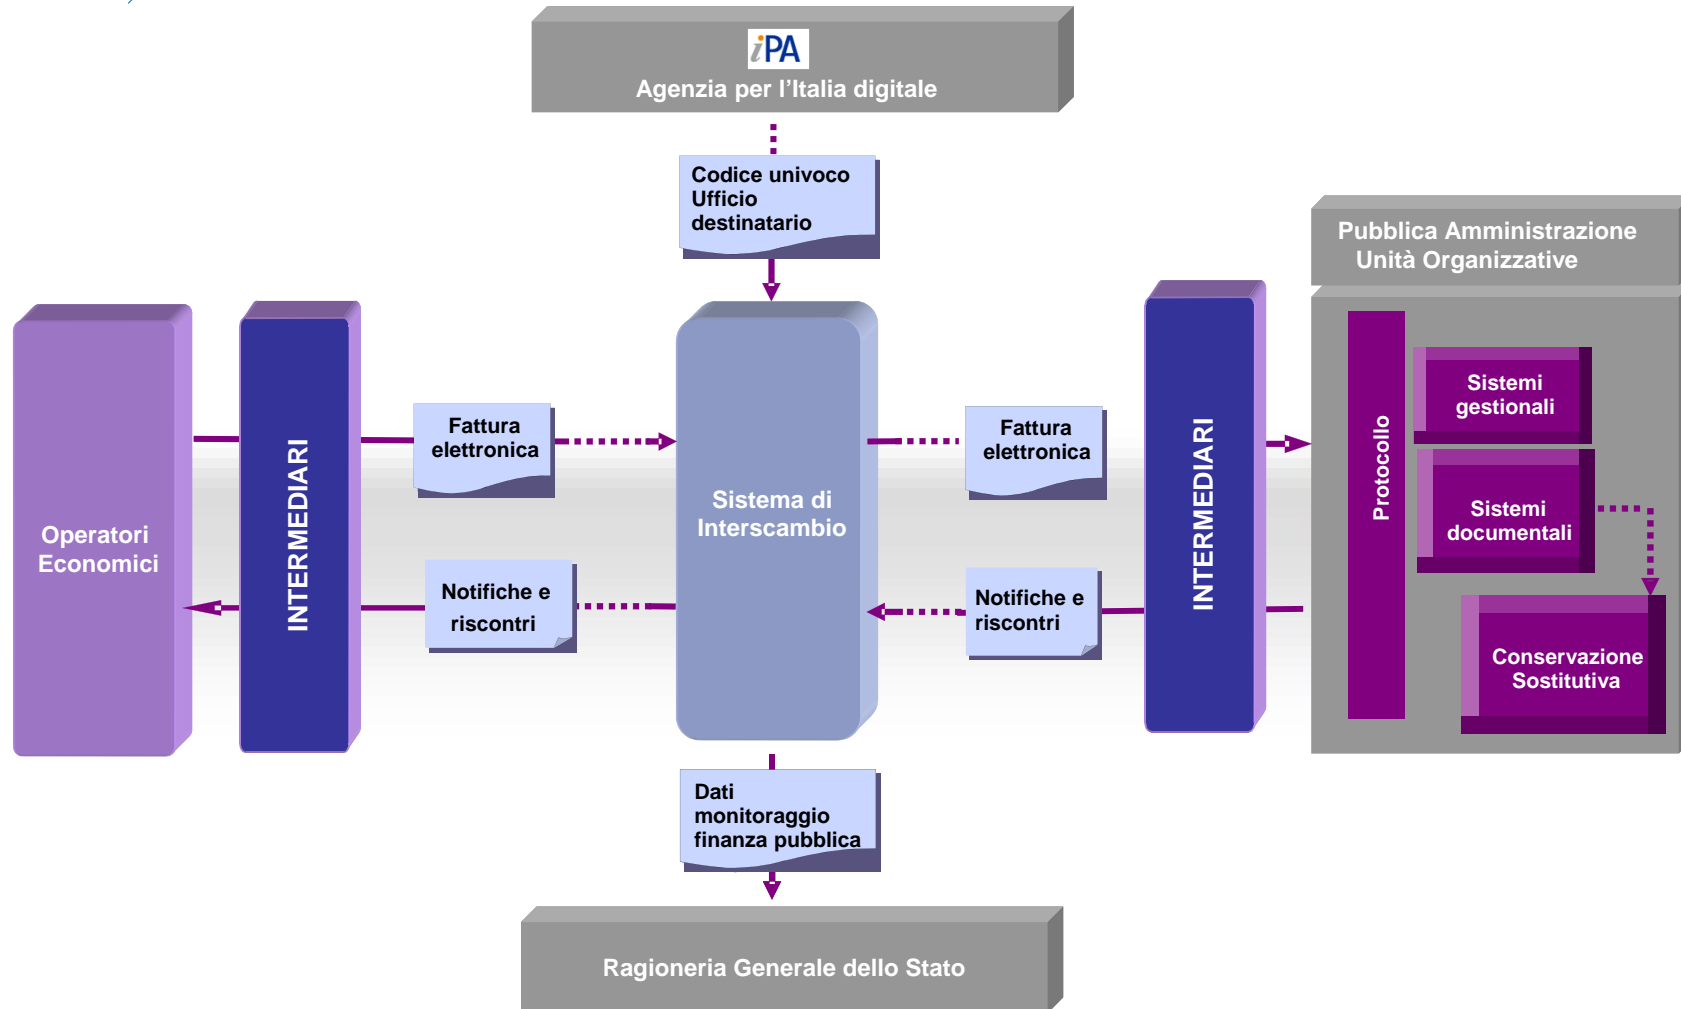 iPA
Agenzia per l'Italia digitale
Codice univoco
Ufficio
destinatario
Pubblica Amministrazione
Unità Organizzative
Operatori
Economici
INTERMEDIARI
Fattura
elettronica
Notifiche e
riscontri
Sistema di
Interscambio
Fattura
elettronica
Notifiche e
riscontri
INTERMEDIARI
Protocollo
Sistemi
gestionali
Sistemi
documentali
Conservazione
Sostitutiva
Dati
monitoraggio
finanza pubblica
Ragioneria Generale dello Stato